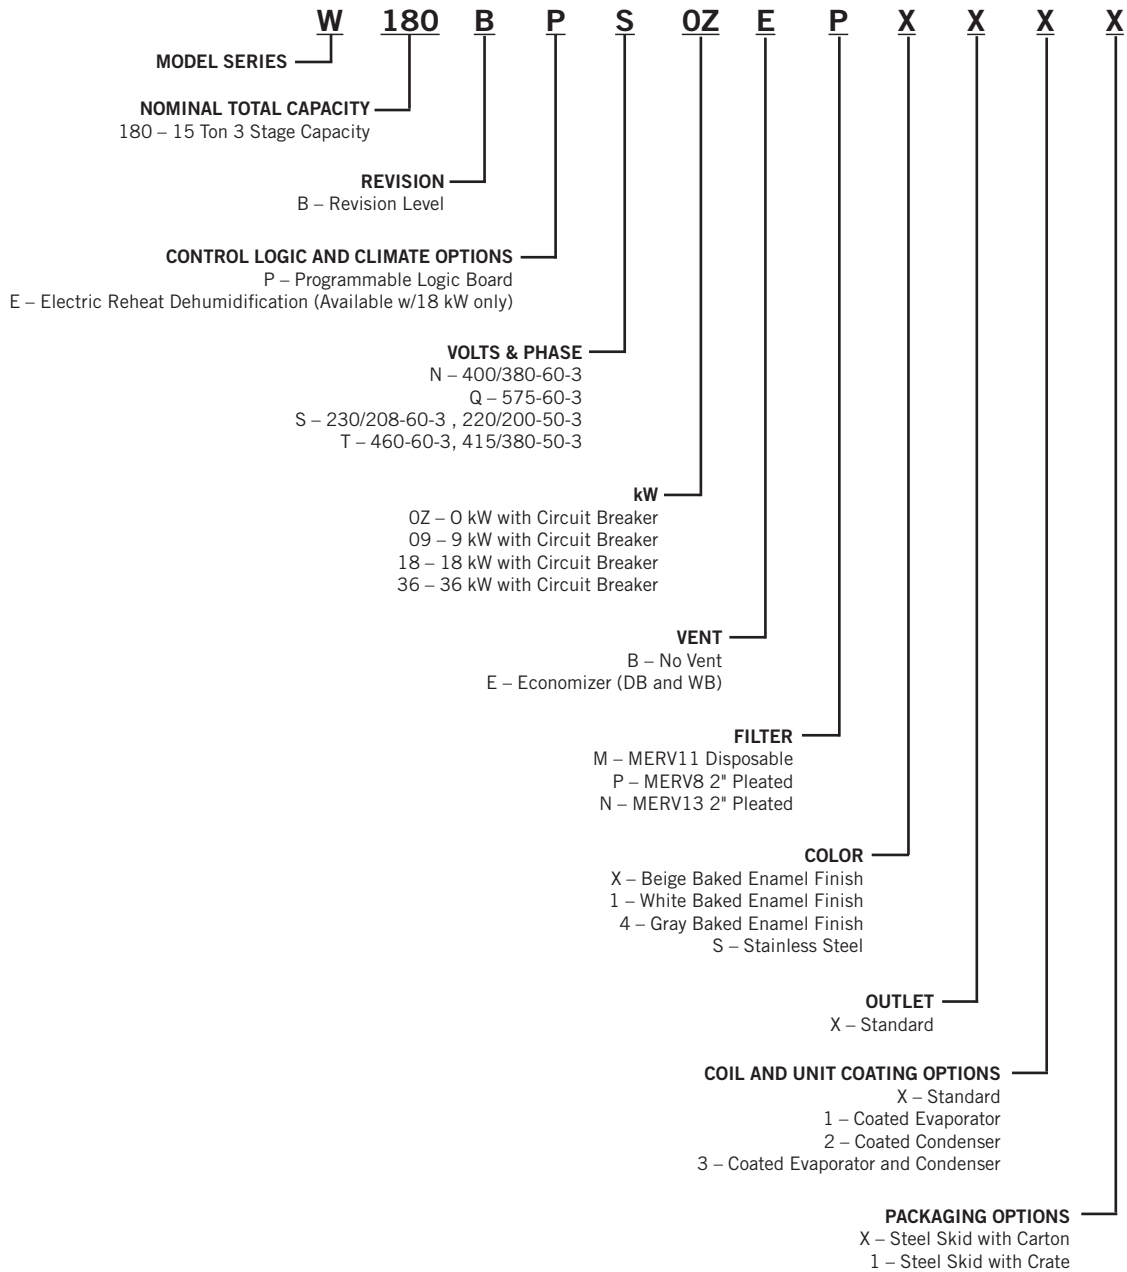 W 180 B P S 0Z E P X X X X
MODEL SERIES
NOMINAL TOTAL CAPACITY
180 – 15 Ton 3 Stage Capacity
REVISION
B – Revision Level
CONTROL LOGIC AND CLIMATE OPTIONS
P – Programmable Logic Board
E – Electric Reheat Dehumidification (Available w/18 kW only)
VOLTS & PHASE
N – 400/380-60-3
Q – 575-60-3
S – 230/208-60-3 , 220/200-50-3
T – 460-60-3, 415/380-50-3
kW
0Z – O kW with Circuit Breaker
09 – 9 kW with Circuit Breaker
18 – 18 kW with Circuit Breaker
36 – 36 kW with Circuit Breaker
VENT
B – No Vent
E – Economizer (DB and WB)
FILTER
M – MERV11 Disposable
P – MERV8 2" Pleated
N – MERV13 2" Pleated
COLOR
X – Beige Baked Enamel Finish
1 – White Baked Enamel Finish
4 – Gray Baked Enamel Finish
S – Stainless Steel
OUTLET
X – Standard
COIL AND UNIT COATING OPTIONS
X – Standard
1 – Coated Evaporator
2 – Coated Condenser
3 – Coated Evaporator and Condenser
PACKAGING OPTIONS
X – Steel Skid with Carton
1 – Steel Skid with Crate